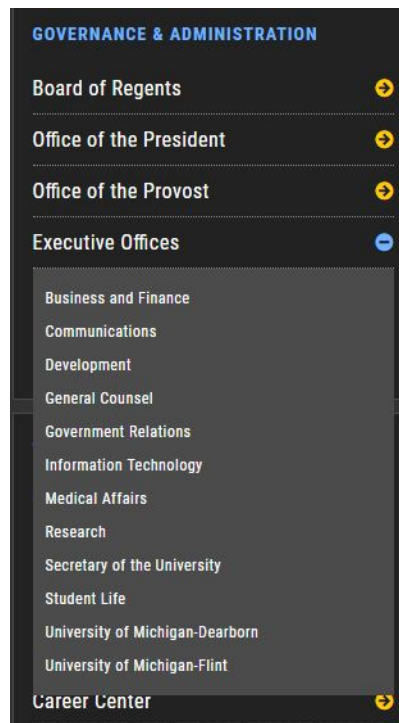 GOVERNANCE & ADMINISTRATION
Board of Regents
Office of the President
Office of the Provost
Executive Offices
Business and Finance
Communications
Development
General Counsel
Government Relations
Information Technology
Medical Affairs
Research
Secretary of the University
Student Life
University of Michigan-Dearborn
University of Michigan-Flint
Career Center